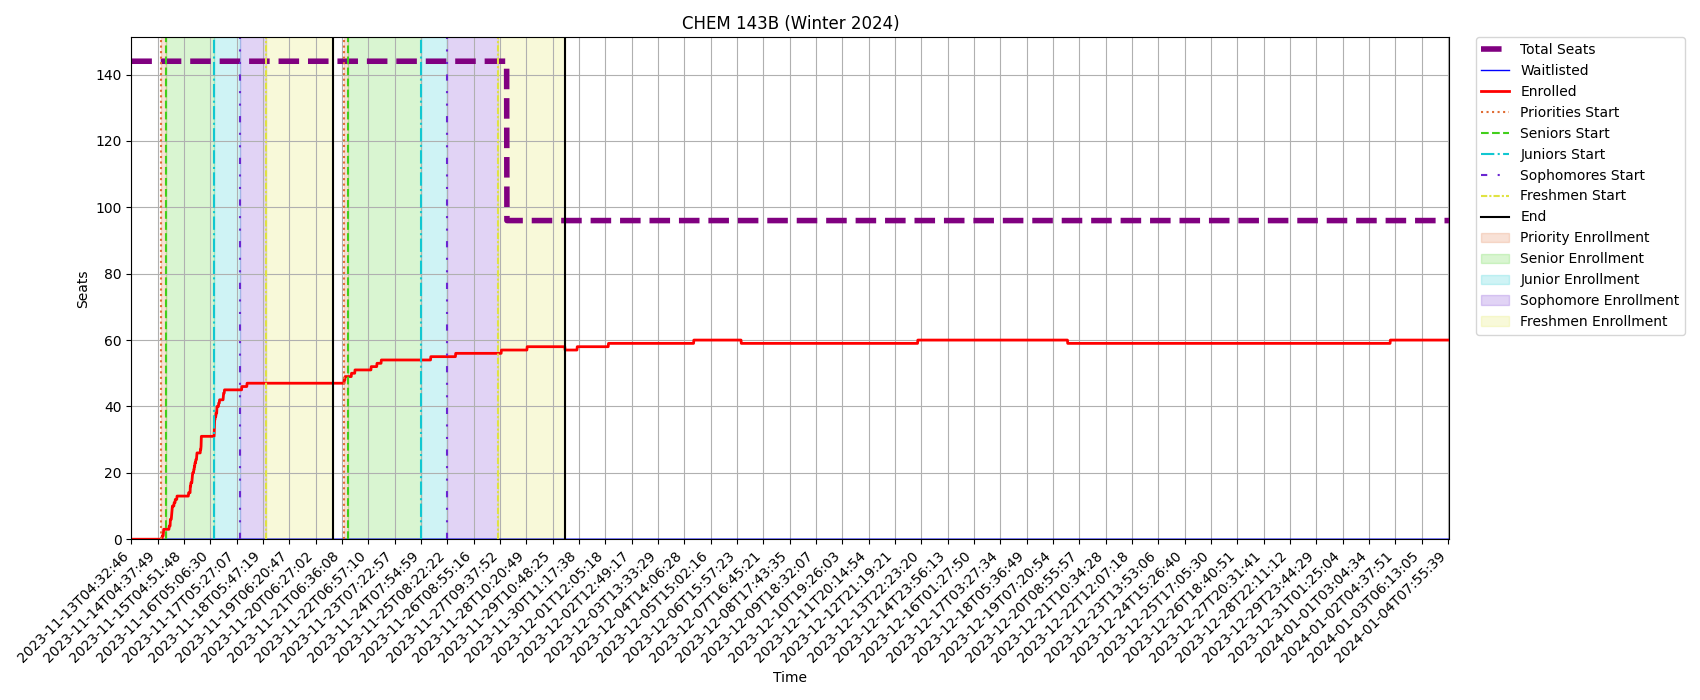 CHEM 143B (Winter 2024)
Seats
140
120
100
80
60
40
20
0
2023-11-13T04:32:46
2023-11-14T04:37:49
2023-11-15T04:51:48
2023-11-16T05:06:30
2023-11-17T05:27:07
2023-11-18T05:47:19
2023-11-19T06:20:47
2023-11-20T06:27:02
2023-11-21T06:36:08
2023-11-22T06:57:10
2023-11-23T07:22:57
2023-11-24T07:54:59
2023-11-25T08:22:22
2023-11-26T08:55:16
2023-11-27T09:37:52
2023-11-28T10:20:49
2023-11-29T10:48:25
2023-11-30T11:17:38
2023-12-01T12:05:18
2023-12-02T12:49:17
2023-12-03T13:33:29
2023-12-04T14:06:28
2023-12-05T15:02:16
2023-12-06T15:57:23
2023-12-07T16:45:21
2023-12-08T17:43:35
2023-12-09T18:32:07
2023-12-10T19:26:03
2023-12-11T20:14:54
2023-12-12T21:19:21
2023-12-13T22:23:20
2023-12-14T23:56:13
2023-12-16T01:27:50
2023-12-17T03:27:34
2023-12-18T05:36:49
2023-12-19T07:20:54
2023-12-20T08:55:57
2023-12-21T10:34:28
2023-12-22T12:07:18
2023-12-23T13:53:06
2023-12-24T15:26:40
2023-12-25T17:05:30
2023-12-26T18:40:51
2023-12-27T20:31:41
2023-12-28T22:11:12
2023-12-29T23:44:29
2023-12-31T01:25:04
2024-01-01T03:04:34
2024-01-02T04:37:51
2024-01-03T06:13:05
2024-01-04T07:55:39
Time
Total Seats
Waitlisted
Enrolled
Priorities Start
Seniors Start
Juniors Start
Sophomores Start
Freshmen Start
End
Priority Enrollment
Senior Enrollment
Junior Enrollment
Sophomore Enrollment
Freshmen Enrollment